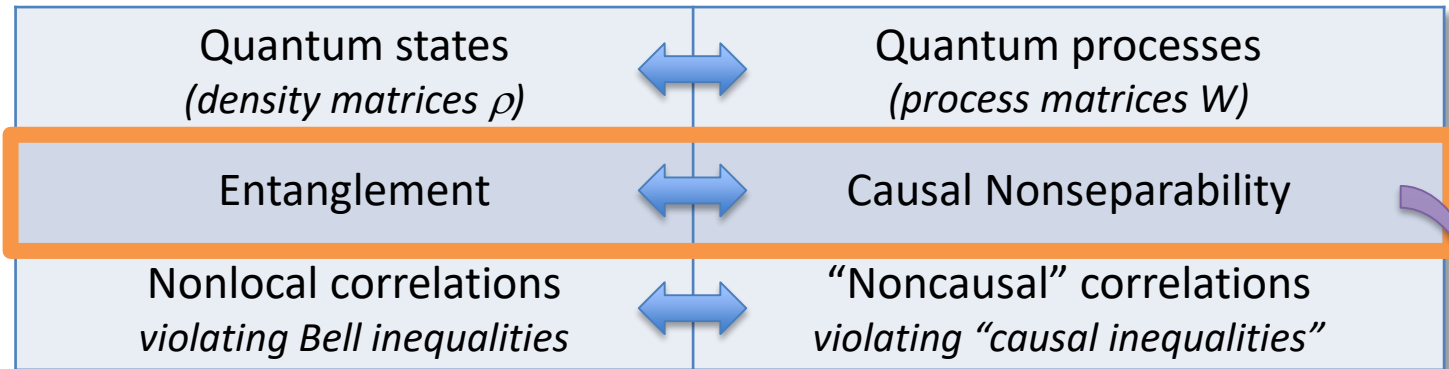 Quantum states
(density matrices ρ)
Quantum processes
(process matrices W)
Entanglement
Causal Nonseparability
Nonlocal correlations
violating Bell inequalities
“Noncausal” correlations
violating “causal inequalities”